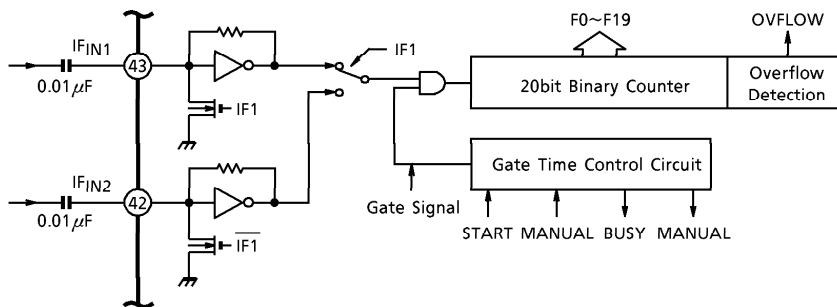 F0~F19
OVFLOW
IFIN1
43
0.01μF
IF1
IF1
20bit Binary Counter
Overflow
Detection
IFIN2
42
0.01μF
IF1
Gate Signal
Gate Time Control Circuit
START MANUAL BUSY MANUAL